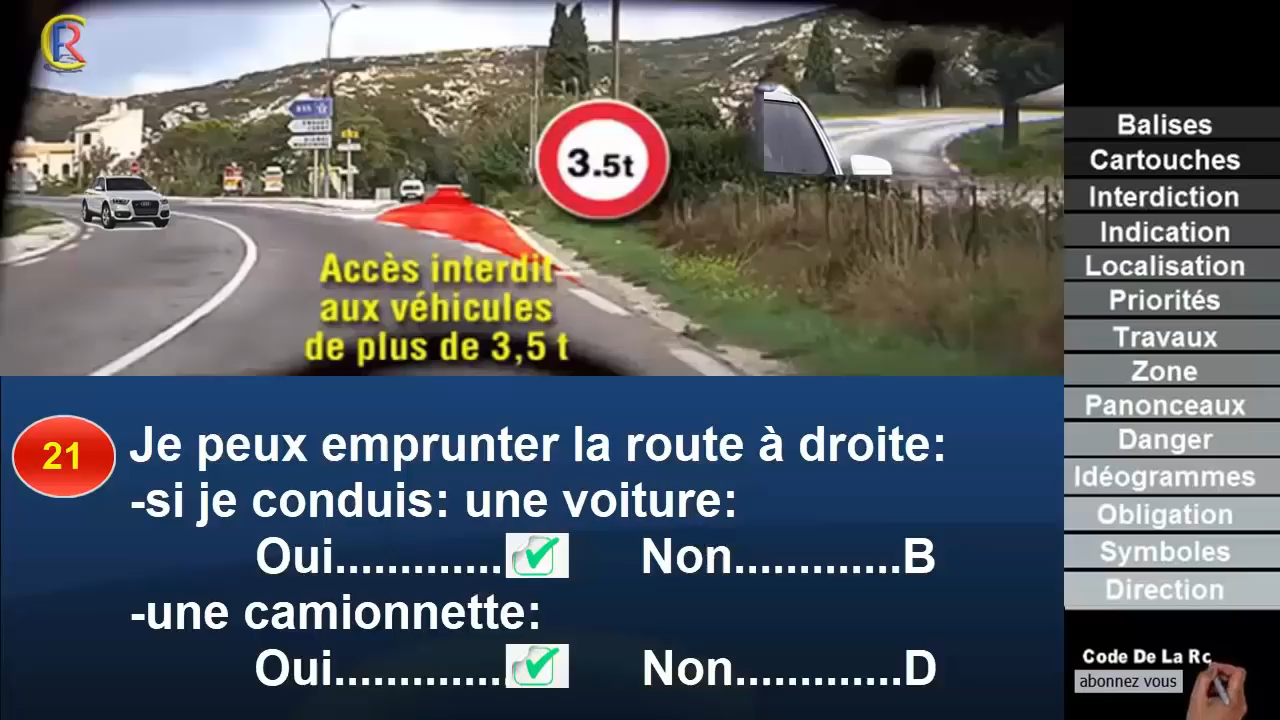 3.5t
Accès interdit
aux véhicules
de plus de 3,5 t
21
Je peux emprunter la route à droite:
-si je conduis: une voiture:
Oui............. Non.............B
-une camionnette:
Oui............. Non.............D
Balises
Cartouches
Interdiction
Indication
Localisation
Priorités
Travaux
Zone
Panonceaux
Danger
Idéogrammes
Obligation
Symboles
Direction
Code De La Rc
abonnez vous